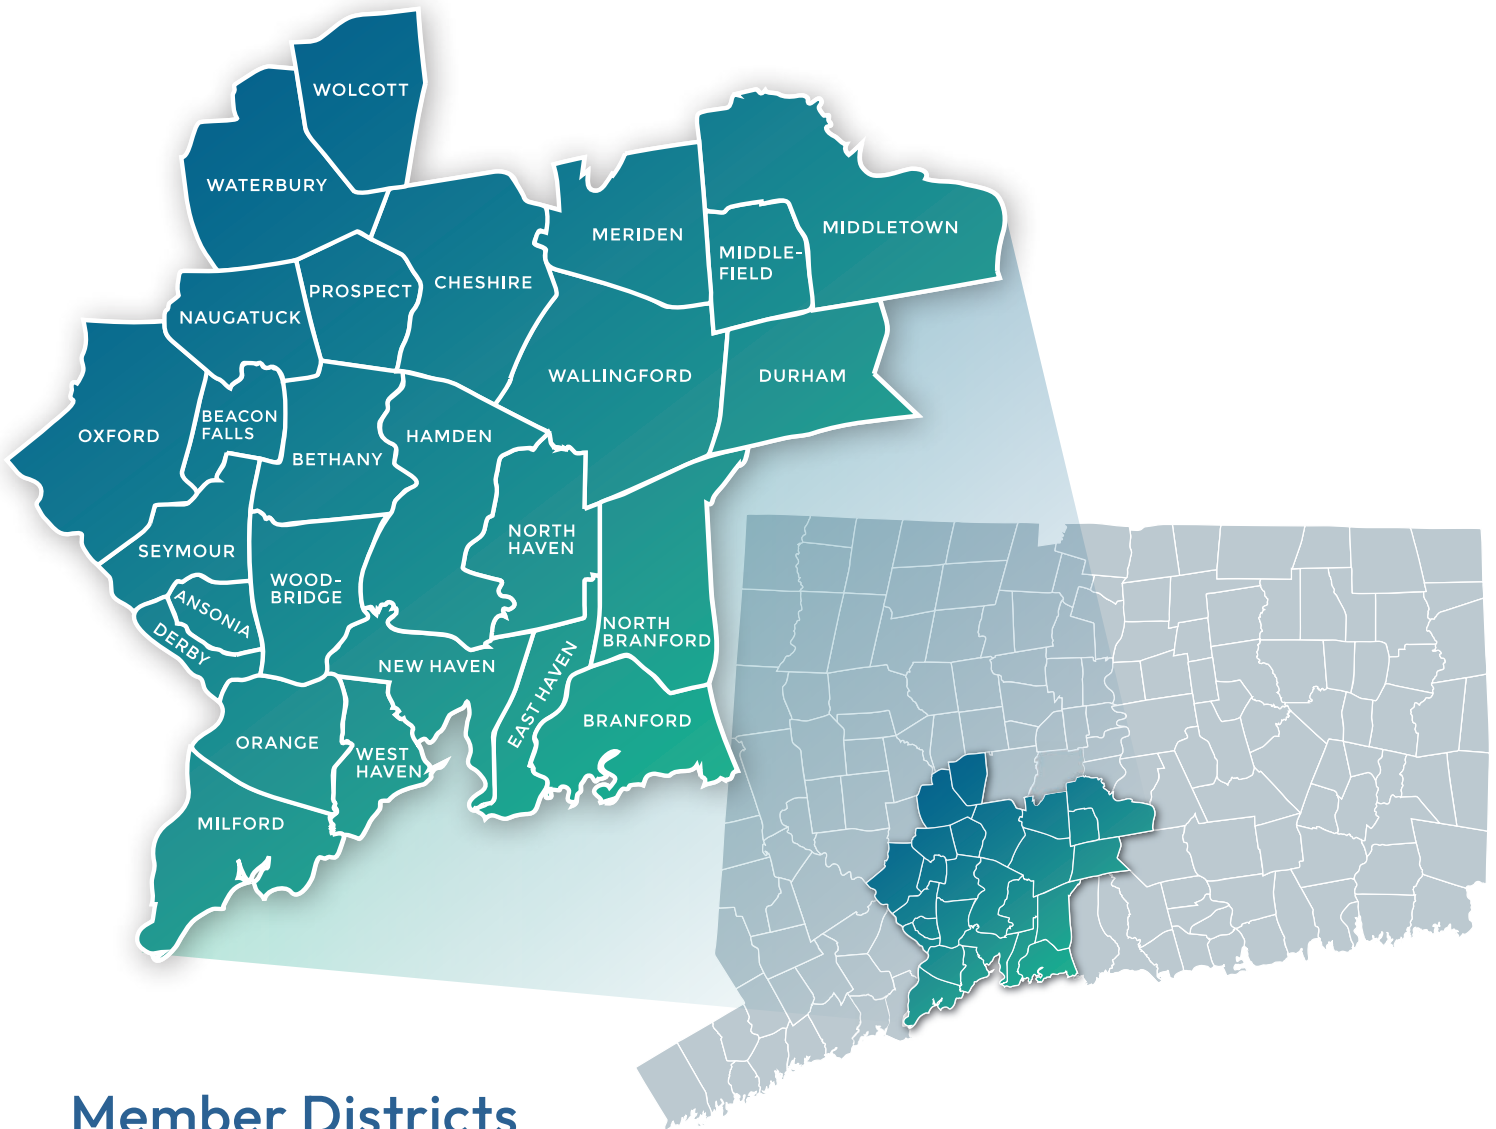 WOLCOTT
WATERBURY
MERIDEN
MIDDLETOWN
MIDDLE-
FIELD
CHESHIRE
PROSPECT
NAUGATUCK
WALLINGFORD
DURHAM
BEACON
FALLS
OXFORD
HAMDEN
BETHANY
NORTH
HAVEN
SEYMOUR
WOOD-
BRIDGE
ANSONIA
DERBY
NORTH
BRANFORD
NEW HAVEN
EAST HAVEN
BRANFORD
ORANGE
WEST
HAVEN
MILFORD
Member Districts